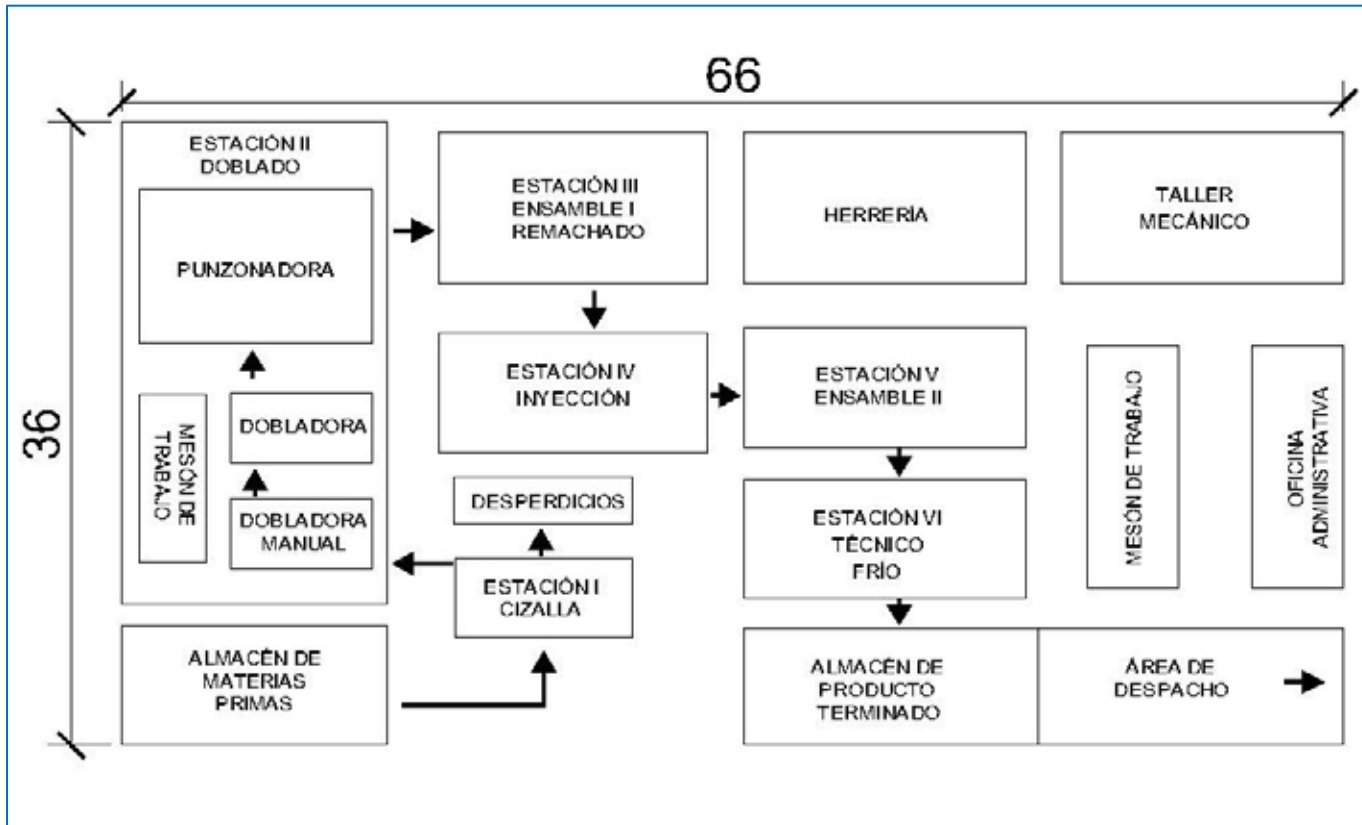 66
36
ESTACIÓN II
DOBLADO
PUNZONADORA
MESÓN DE
TRABAJO
DOBLADORA
DOBLADORA
MANUAL
ALMACÉN DE
MATERIAS
PRIMAS
ESTACIÓN III
ENSAMBLE I
REMACHADO
ESTACIÓN IV
INYECCIÓN
DESPERDICIOS
ESTACIÓN I
CIZALLA
HERRERÍA
ESTACIÓN V
ENSAMBLE II
ESTACIÓN VI
TÉCNICO
FRÍO
ALMACÉN DE
PRODUCTO
TERMINADO
TALLER
MECÁNICO
MESÓN DE TRABAJO
OFICINA
ADMINISTRATIVA
ÁREA DE
DESPACHO